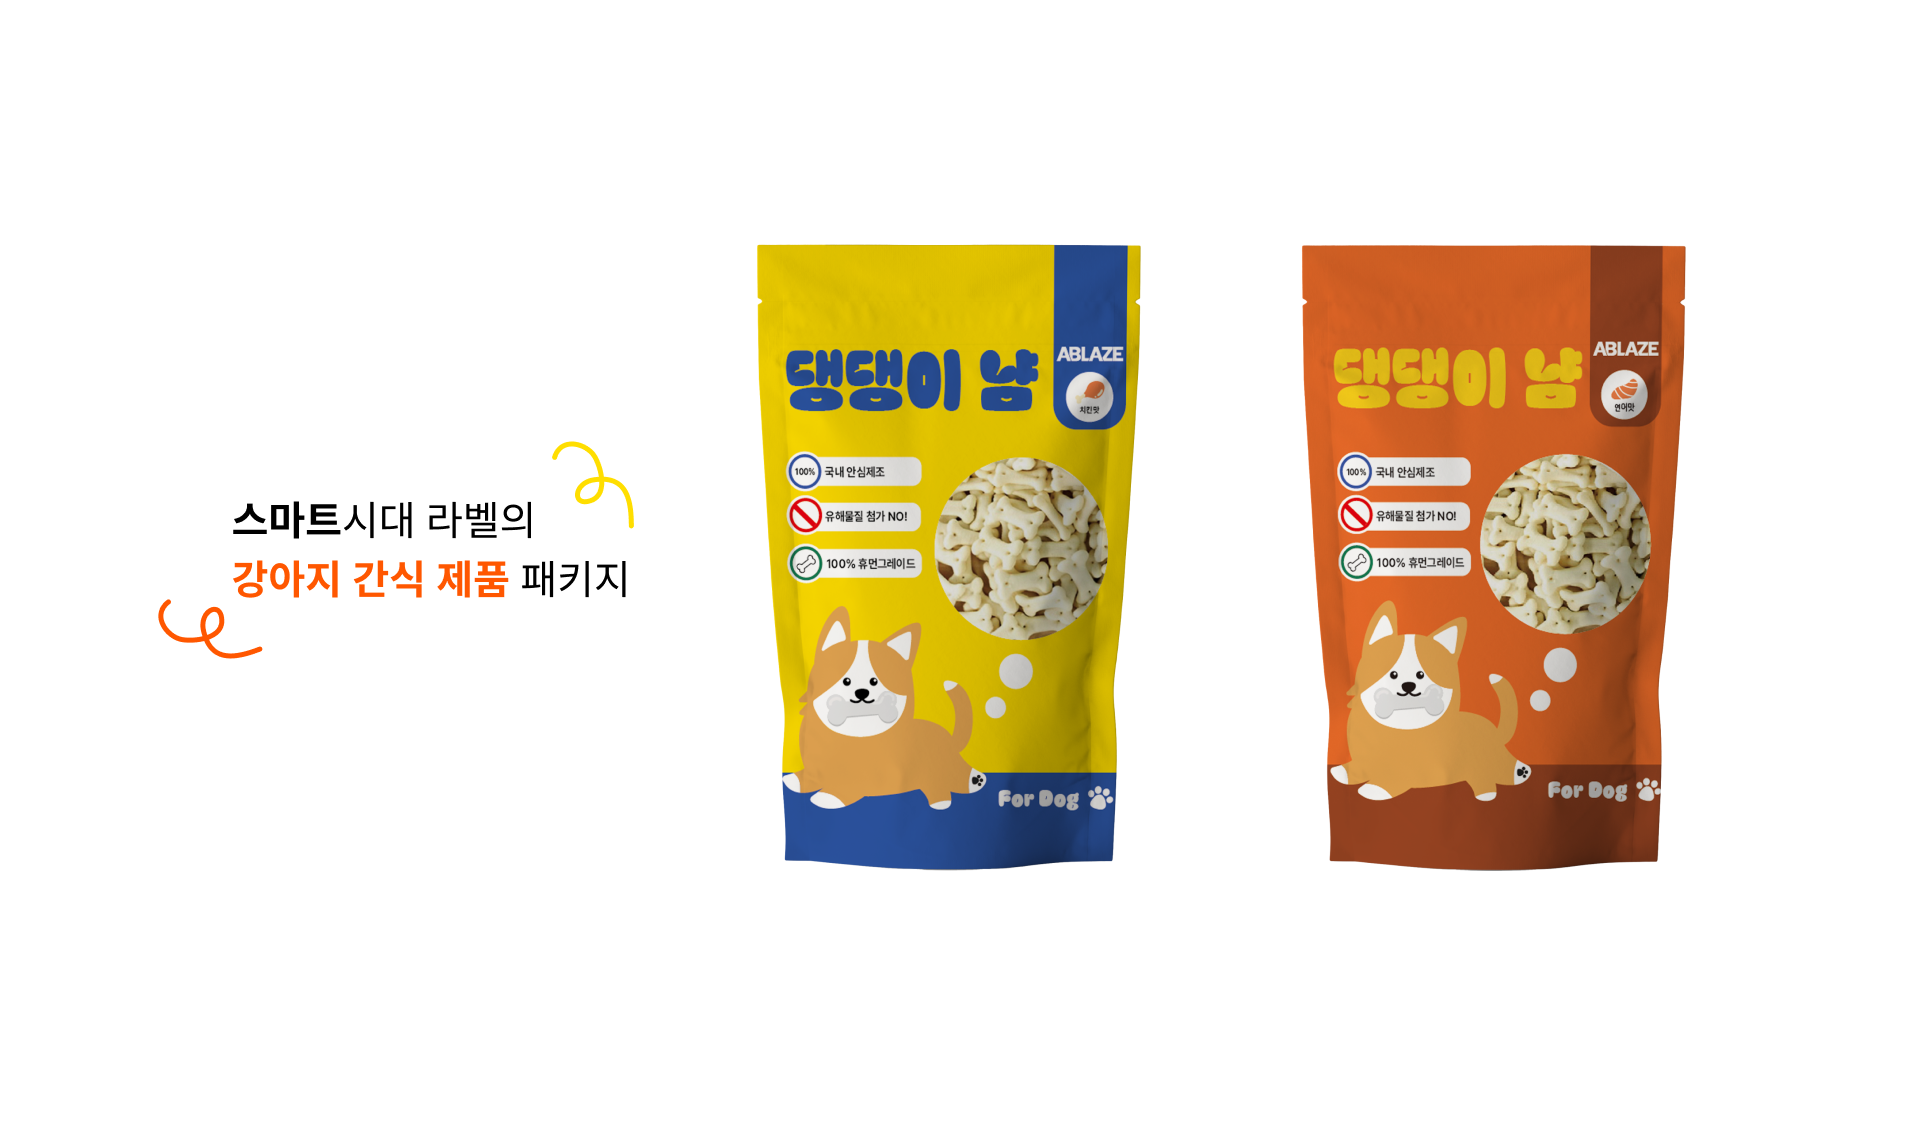 스마트시대 라벨의
강아지 간식 제품 패키지
댕댕이 냠
ABLAZE
치킨맛
100% 국내 안심제조
유해물질 첨가 NO!
100% 휴먼그레이드
For Dog
댕댕이 냠
ABLAZE
연어맛
100% 국내 안심제조
유해물질 첨가 NO!
100% 휴먼그레이드
For Dog